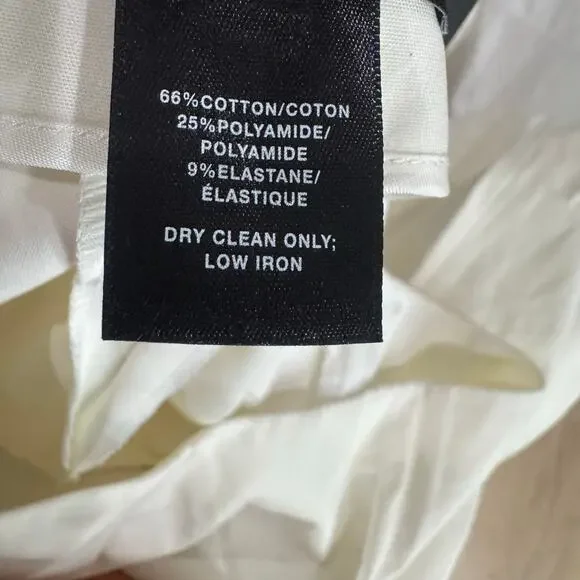 66%COTTON/COTON
25%POLYAMIDE/
POLYAMIDE
9%ELASTANE/
ÉLASTIQUE
DRY CLEAN ONLY;
LOW IRON